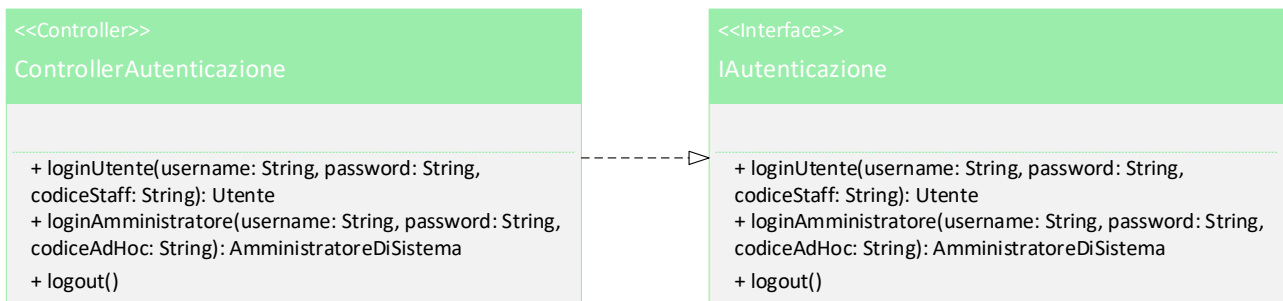 <<Controller>>
ControllerAutenticazione
+ loginUtente(username: String, password: String,
codiceStaff: String): Utente
+ loginAmministratore(username: String, password: String,
codiceAdHoc: String): AmministratoreDiSistema
+ logout()
<<Interface>>
IAutenticazione
+ loginUtente(username: String, password: String,
codiceStaff: String): Utente
+ loginAmministratore(username: String, password: String,
codiceAdHoc: String): AmministratoreDiSistema
+ logout()